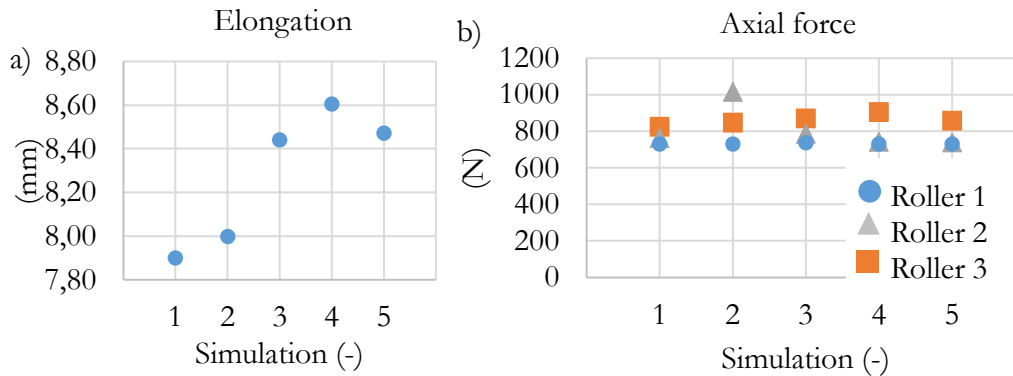 Elongation
a)
8,80
8,60
8,40
8,20
8,00
7,80
(mm)
1 2 3 4 5
Simulation (-)
Axial force
b)
1200
1000
800
600
400
200
0
(N)
Roller 1
Roller 2
Roller 3
1 2 3 4 5
Simulation (-)